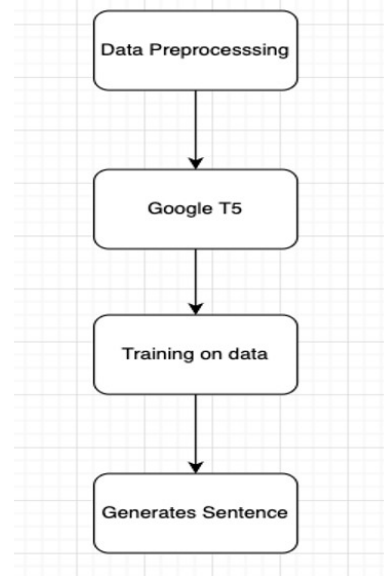 Data Preprocesssing
Google T5
Training on data
Generates Sentence